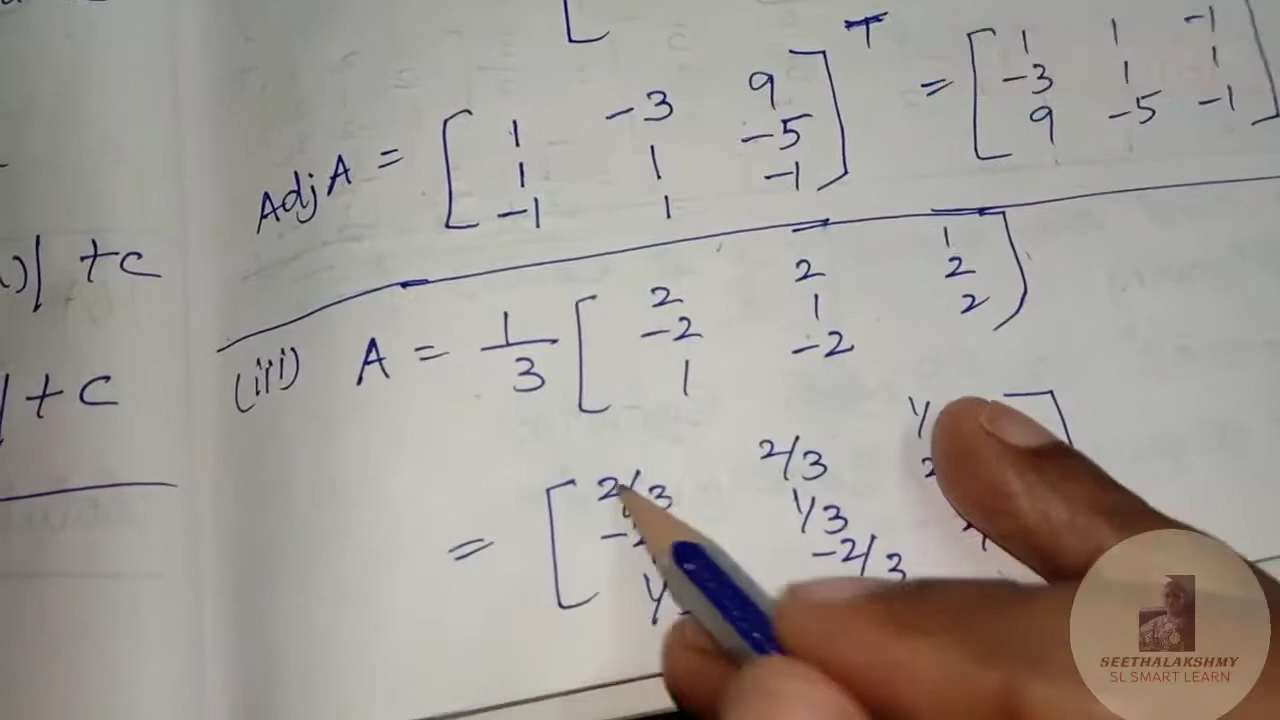 Adj A = [ 1 -3 9 ]T = [ 1 1 -1 ]
1 1 -5 -3 1 1
-1 1 -1 9 -5 -1
+c
(iii) A = 1/3 [ 2 2 1 ]
-2 1 2
1 -2 2
+ c
= [ 2/3 2/3
1/3
-2/3
SEETHALAKSHMY
SL SMART LEARN